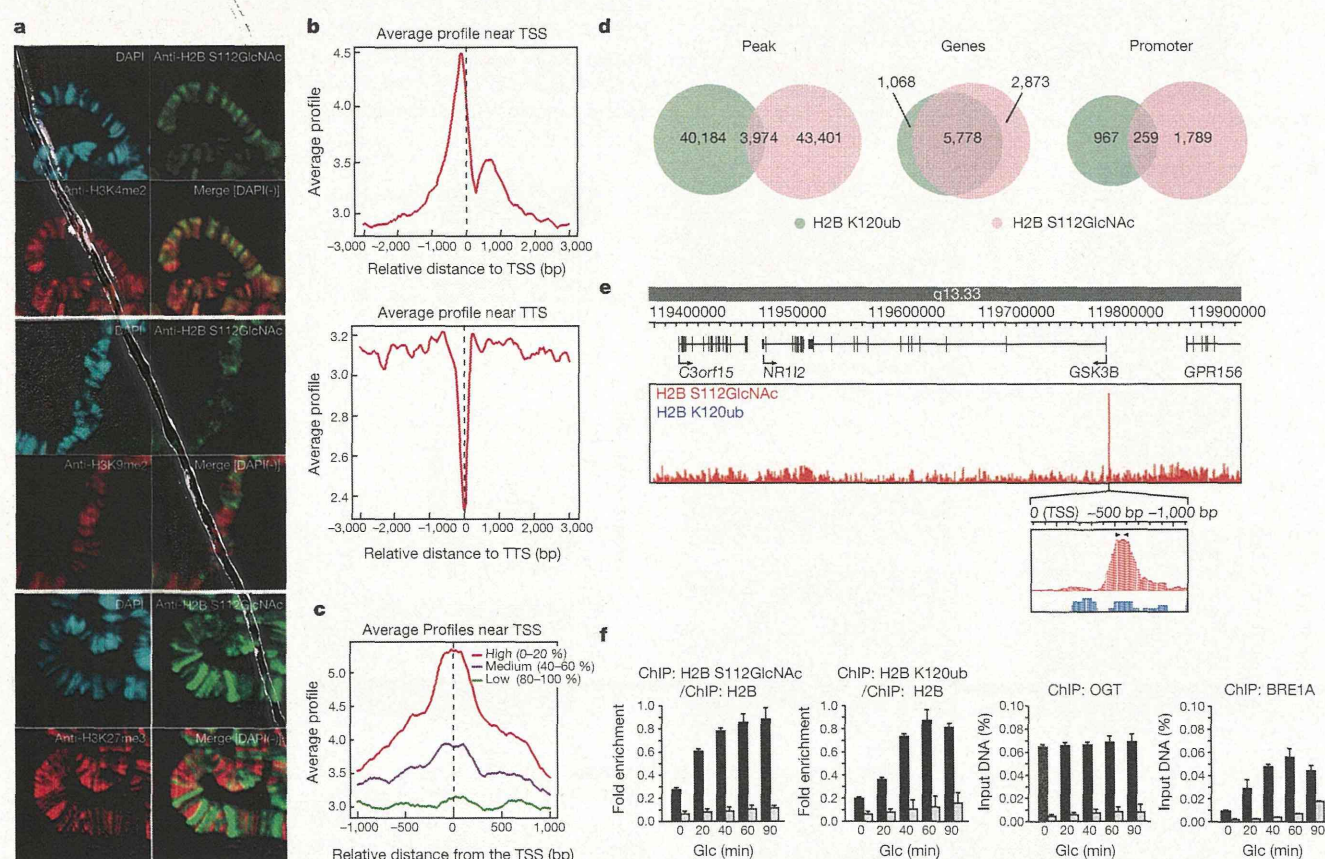 a
DAPI
Anti-H2B S112GlcNAc
Anti-H3K4me2
Merge [DAPI(-)]
DAPI
Anti-H2B S112GlcNAc
Anti-H3K9me2
Merge [DAPI(-)]
DAPI
Anti-H2B S112GlcNAc
Anti-H3K27me3
Merge [DAPI(-)]
b
Average profile near TSS
Average profile
4.5
4.0
3.5
3.0
−3,000 −2,000 −1,000 0 1,000 2,000 3,000
Relative distance to TSS (bp)
Average profile near TTS
Average profile
3.2
3.0
2.8
2.6
2.4
−3,000 −2,000 −1,000 0 1,000 2,000 3,000
Relative distance to TTS (bp)
c
Average Profiles near TSS
High (0–20 %)
Medium (40–60 %)
Low (80–100 %)
Average profile
5.0
4.5
4.0
3.5
3.0
−1,000 −500 0 500 1,000
Relative distance from the TSS (bp)
d
Peak
40,184 3,974 43,401
Genes
1,068 2,873
5,778
Promoter
967 259 1,789
H2B K120ub
H2B S112GlcNAc
e
q13.33
119400000 119500000 119600000 119700000 119800000 119900000
C3orf15 NR1I2 GSK3B GPR156
H2B S112GlcNAc
H2B K120ub
0 (TSS) −500 bp −1,000 bp
f
ChIP: H2B S112GlcNAc
/ChIP: H2B
Fold enrichment
1.0
0.8
0.6
0.4
0.2
0
0 20 40 60 90
Glc (min)
ChIP: H2B K120ub
/ChIP: H2B
Fold enrichment
1.0
0.8
0.6
0.4
0.2
0
0 20 40 60 90
Glc (min)
ChIP: OGT
Input DNA (%)
0.10
0.08
0.06
0.04
0.02
0.00
0 20 40 60 90
Glc (min)
ChIP: BRE1A
Input DNA (%)
0.10
0.08
0.06
0.04
0.02
0.00
0 20 40 60 90
Glc (min)